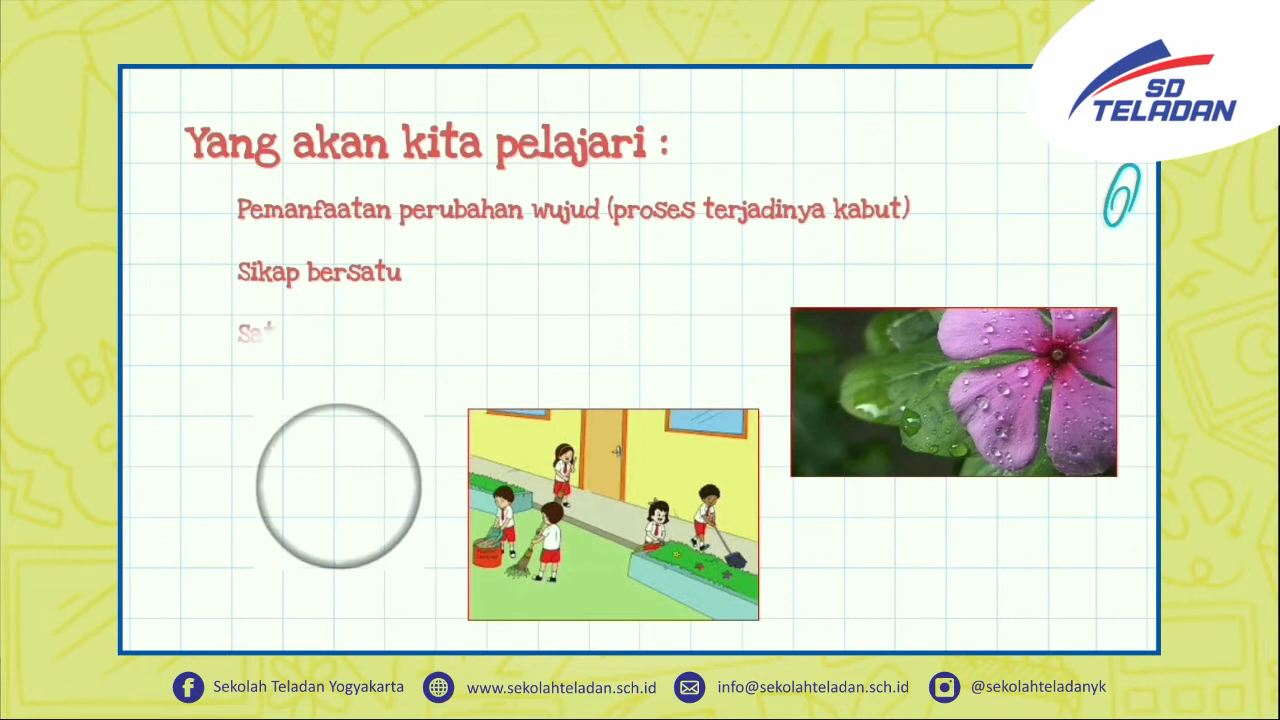 SD
TELADAN
Yang akan kita pelajari :
Pemanfaatan perubahan wujud (proses terjadinya kabut)
Sikap bersatu
Sekolah Teladan Yogyakarta
www.sekolahteladan.sch.id
info@sekolahteladan.sch.id
@sekolahteladanyk